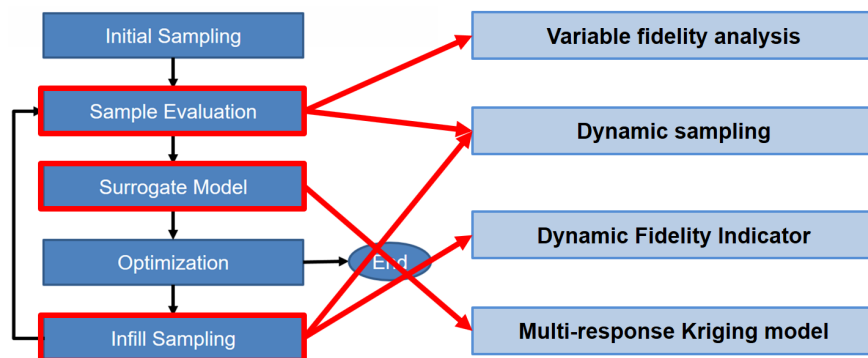 Initial Sampling
Sample Evaluation
Surrogate Model
Optimization
End
Infill Sampling
Variable fidelity analysis
Dynamic sampling
Dynamic Fidelity Indicator
Multi-response Kriging model